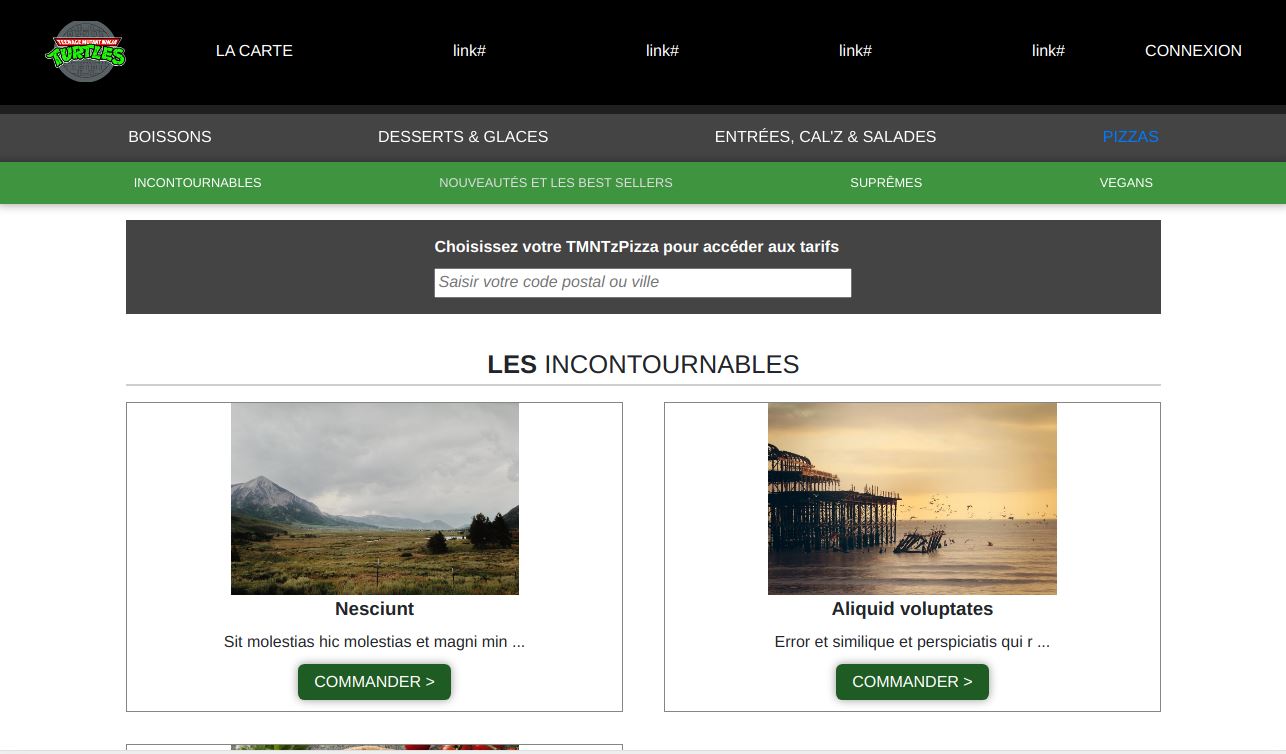 TEENAGE MUTANT NINJA
TURTLES
LA CARTE link# link# link# link# CONNEXION
BOISSONS DESSERTS & GLACES ENTRÉES, CAL'Z & SALADES PIZZAS
INCONTOURNABLES NOUVEAUTÉS ET LES BEST SELLERS SUPRÊMES VEGANS
Choisissez votre TMNTzPizza pour accéder aux tarifs
Saisir votre code postal ou ville
LES INCONTOURNABLES
Nesciunt
Sit molestias hic molestias et magni min ...
COMMANDER >
Aliquid voluptates
Error et similique et perspiciatis qui r ...
COMMANDER >